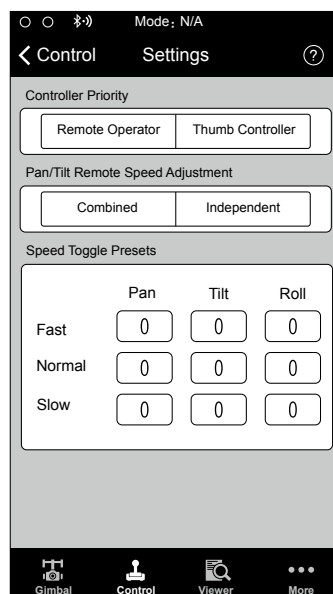 Mode: N/A
Control Settings ?
Controller Priority
Remote Operator Thumb Controller
Pan/Tilt Remote Speed Adjustment
Combined Independent
Speed Toggle Presets
Pan Tilt Roll
Fast 0 0 0
Normal 0 0 0
Slow 0 0 0
Gimbal Control Viewer More